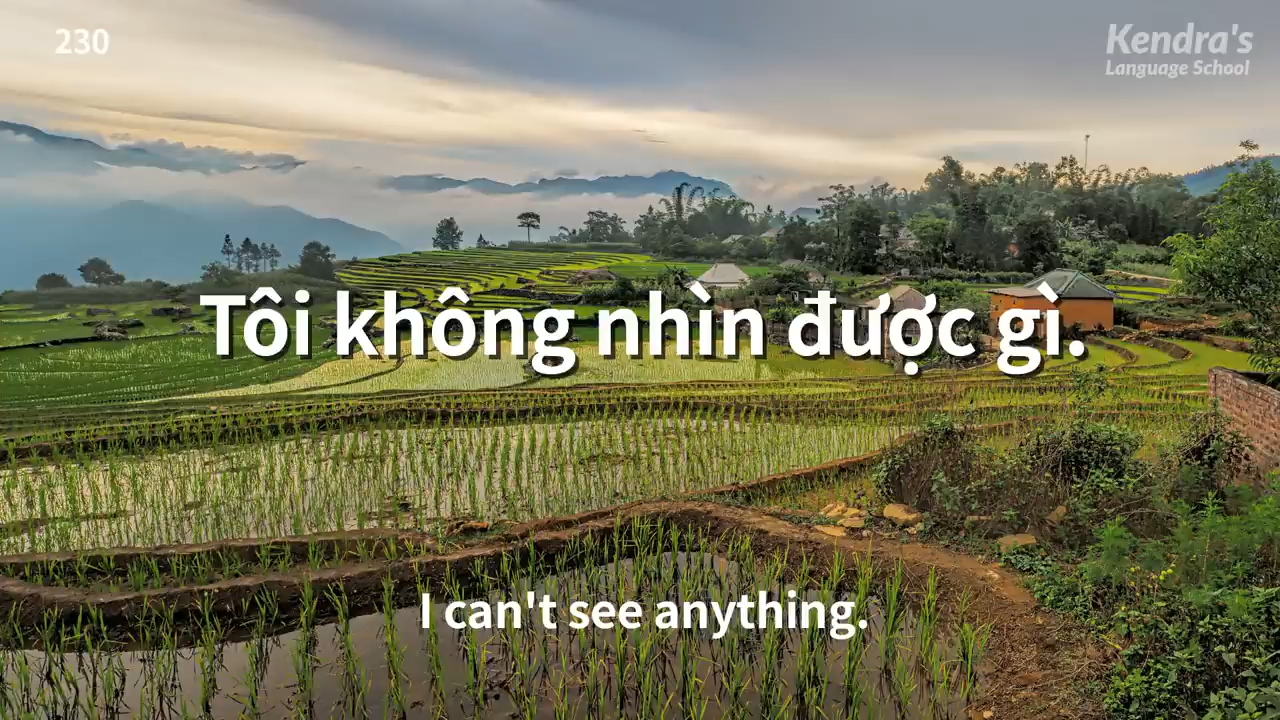 230
Kendra's
Language School
Tôi không nhìn được gì.
I can't see anything.